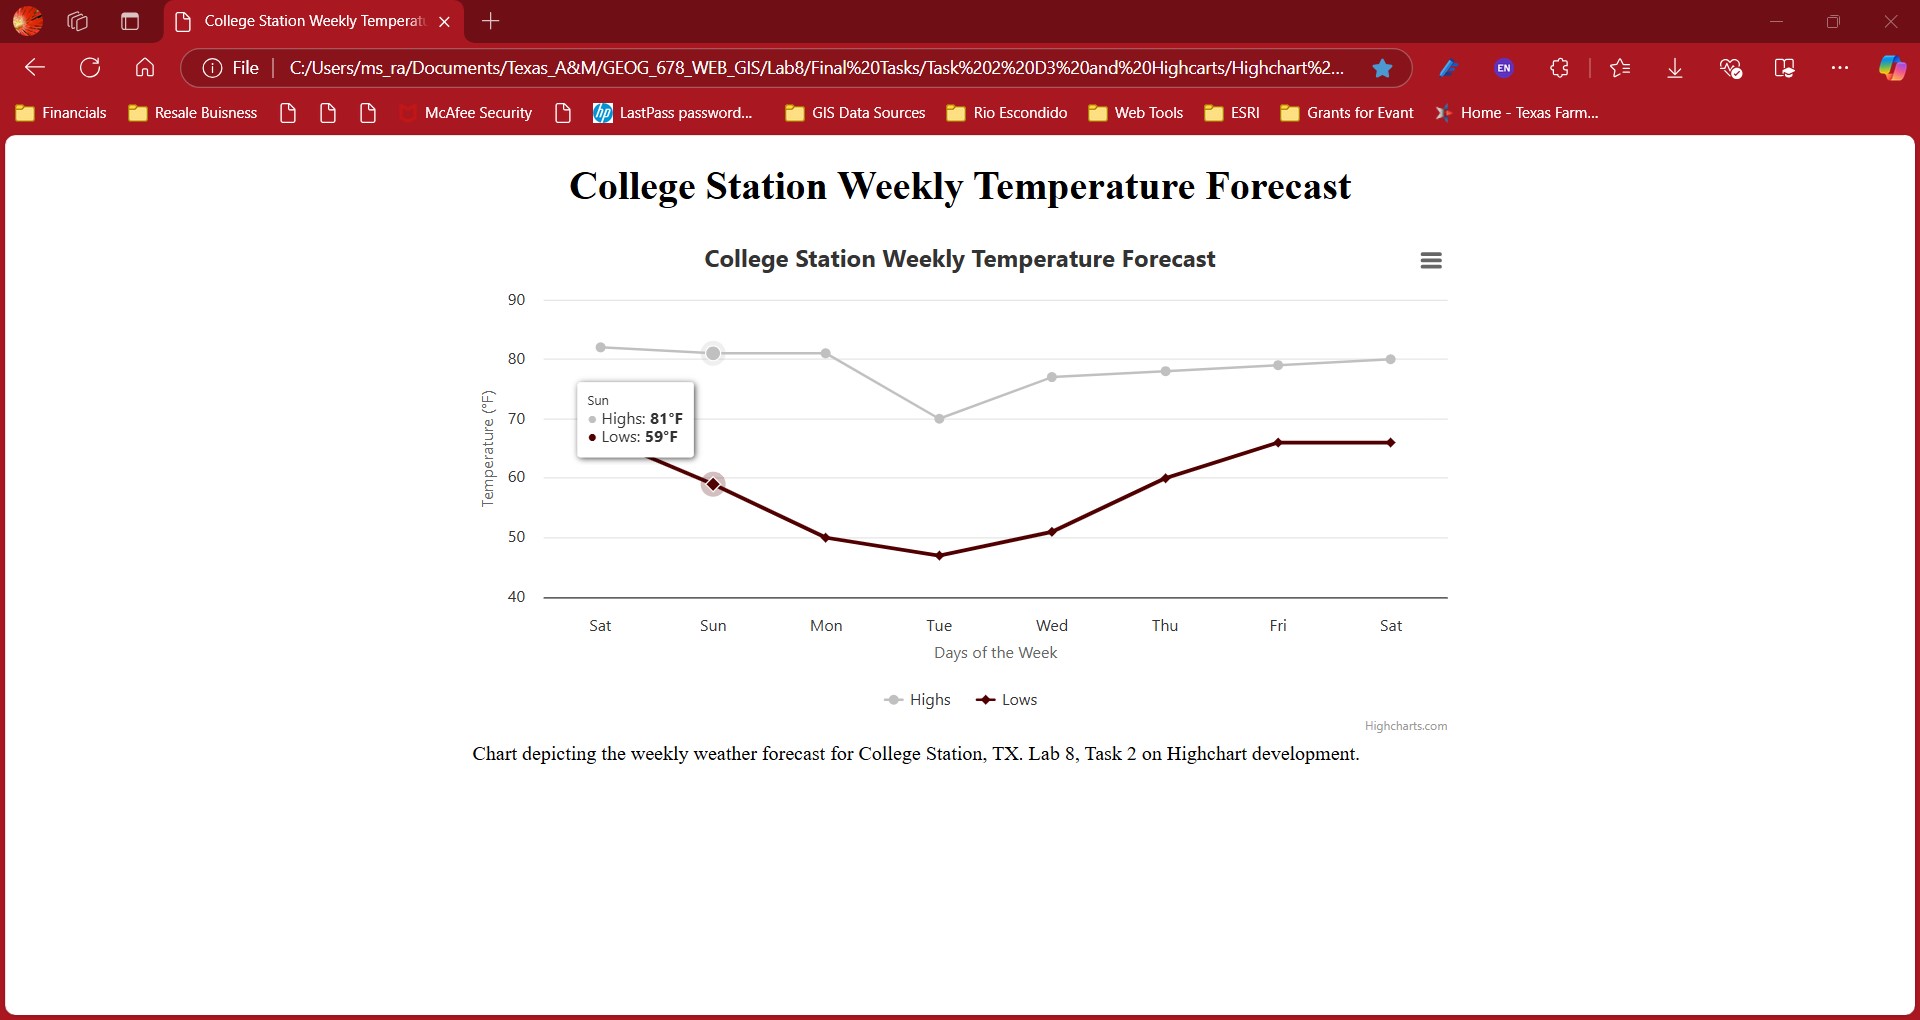 College Station Weekly Temperatu
File C:/Users/ms_ra/Documents/Texas_A&M/GEOG_678_WEB_GIS/Lab8/Final%20Tasks/Task%202%20D3%20and%20Highcarts/Highchart%2... EN
Financials Resale Buisness McAfee Security hp LastPass password... GIS Data Sources Rio Escondido Web Tools ESRI Grants for Evant Home - Texas Farm...
College Station Weekly Temperature Forecast
College Station Weekly Temperature Forecast
90
80
70
60
50
40
Temperature (°F)
Sun
Highs: 81°F
Lows: 59°F
Sat Sun Mon Tue Wed Thu Fri Sat
Days of the Week
Highs Lows
Highcharts.com
Chart depicting the weekly weather forecast for College Station, TX. Lab 8, Task 2 on Highchart development.